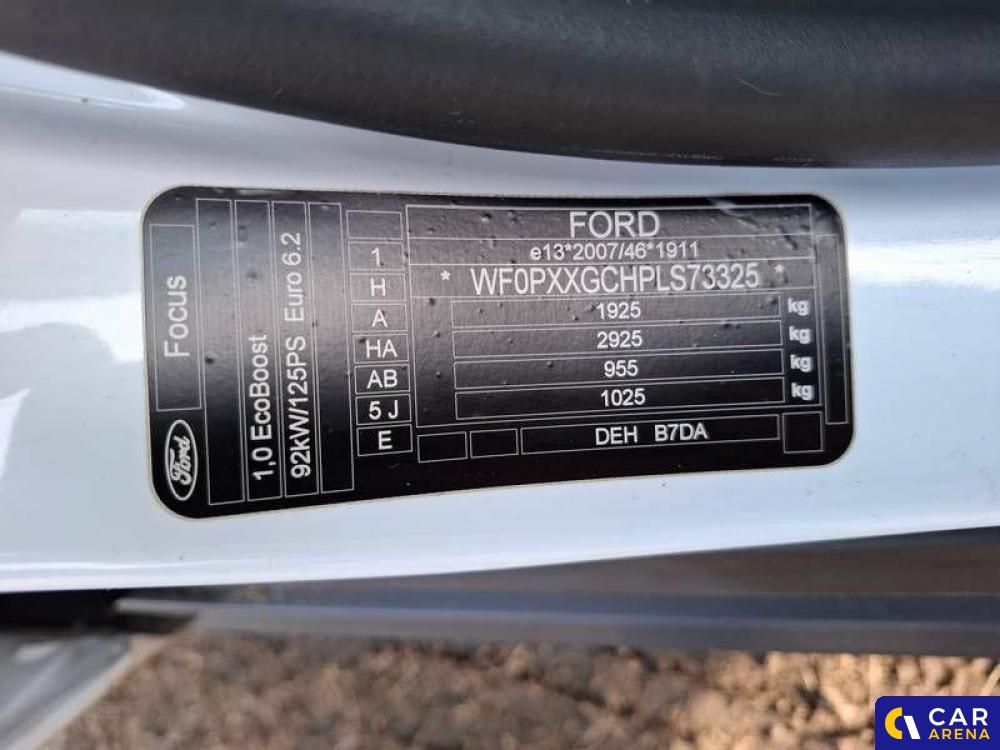 FORD
e13*2007/46*1911
* WF0PXXGCHPLS73325 *
1925 kg
2925 kg
955 kg
1025 kg
DEH B7DA
1
H
A
HA
AB
5 J
E
Focus
1,0 EcoBoost
92kW/125PS Euro 6.2
Ford
CAR
ARENA